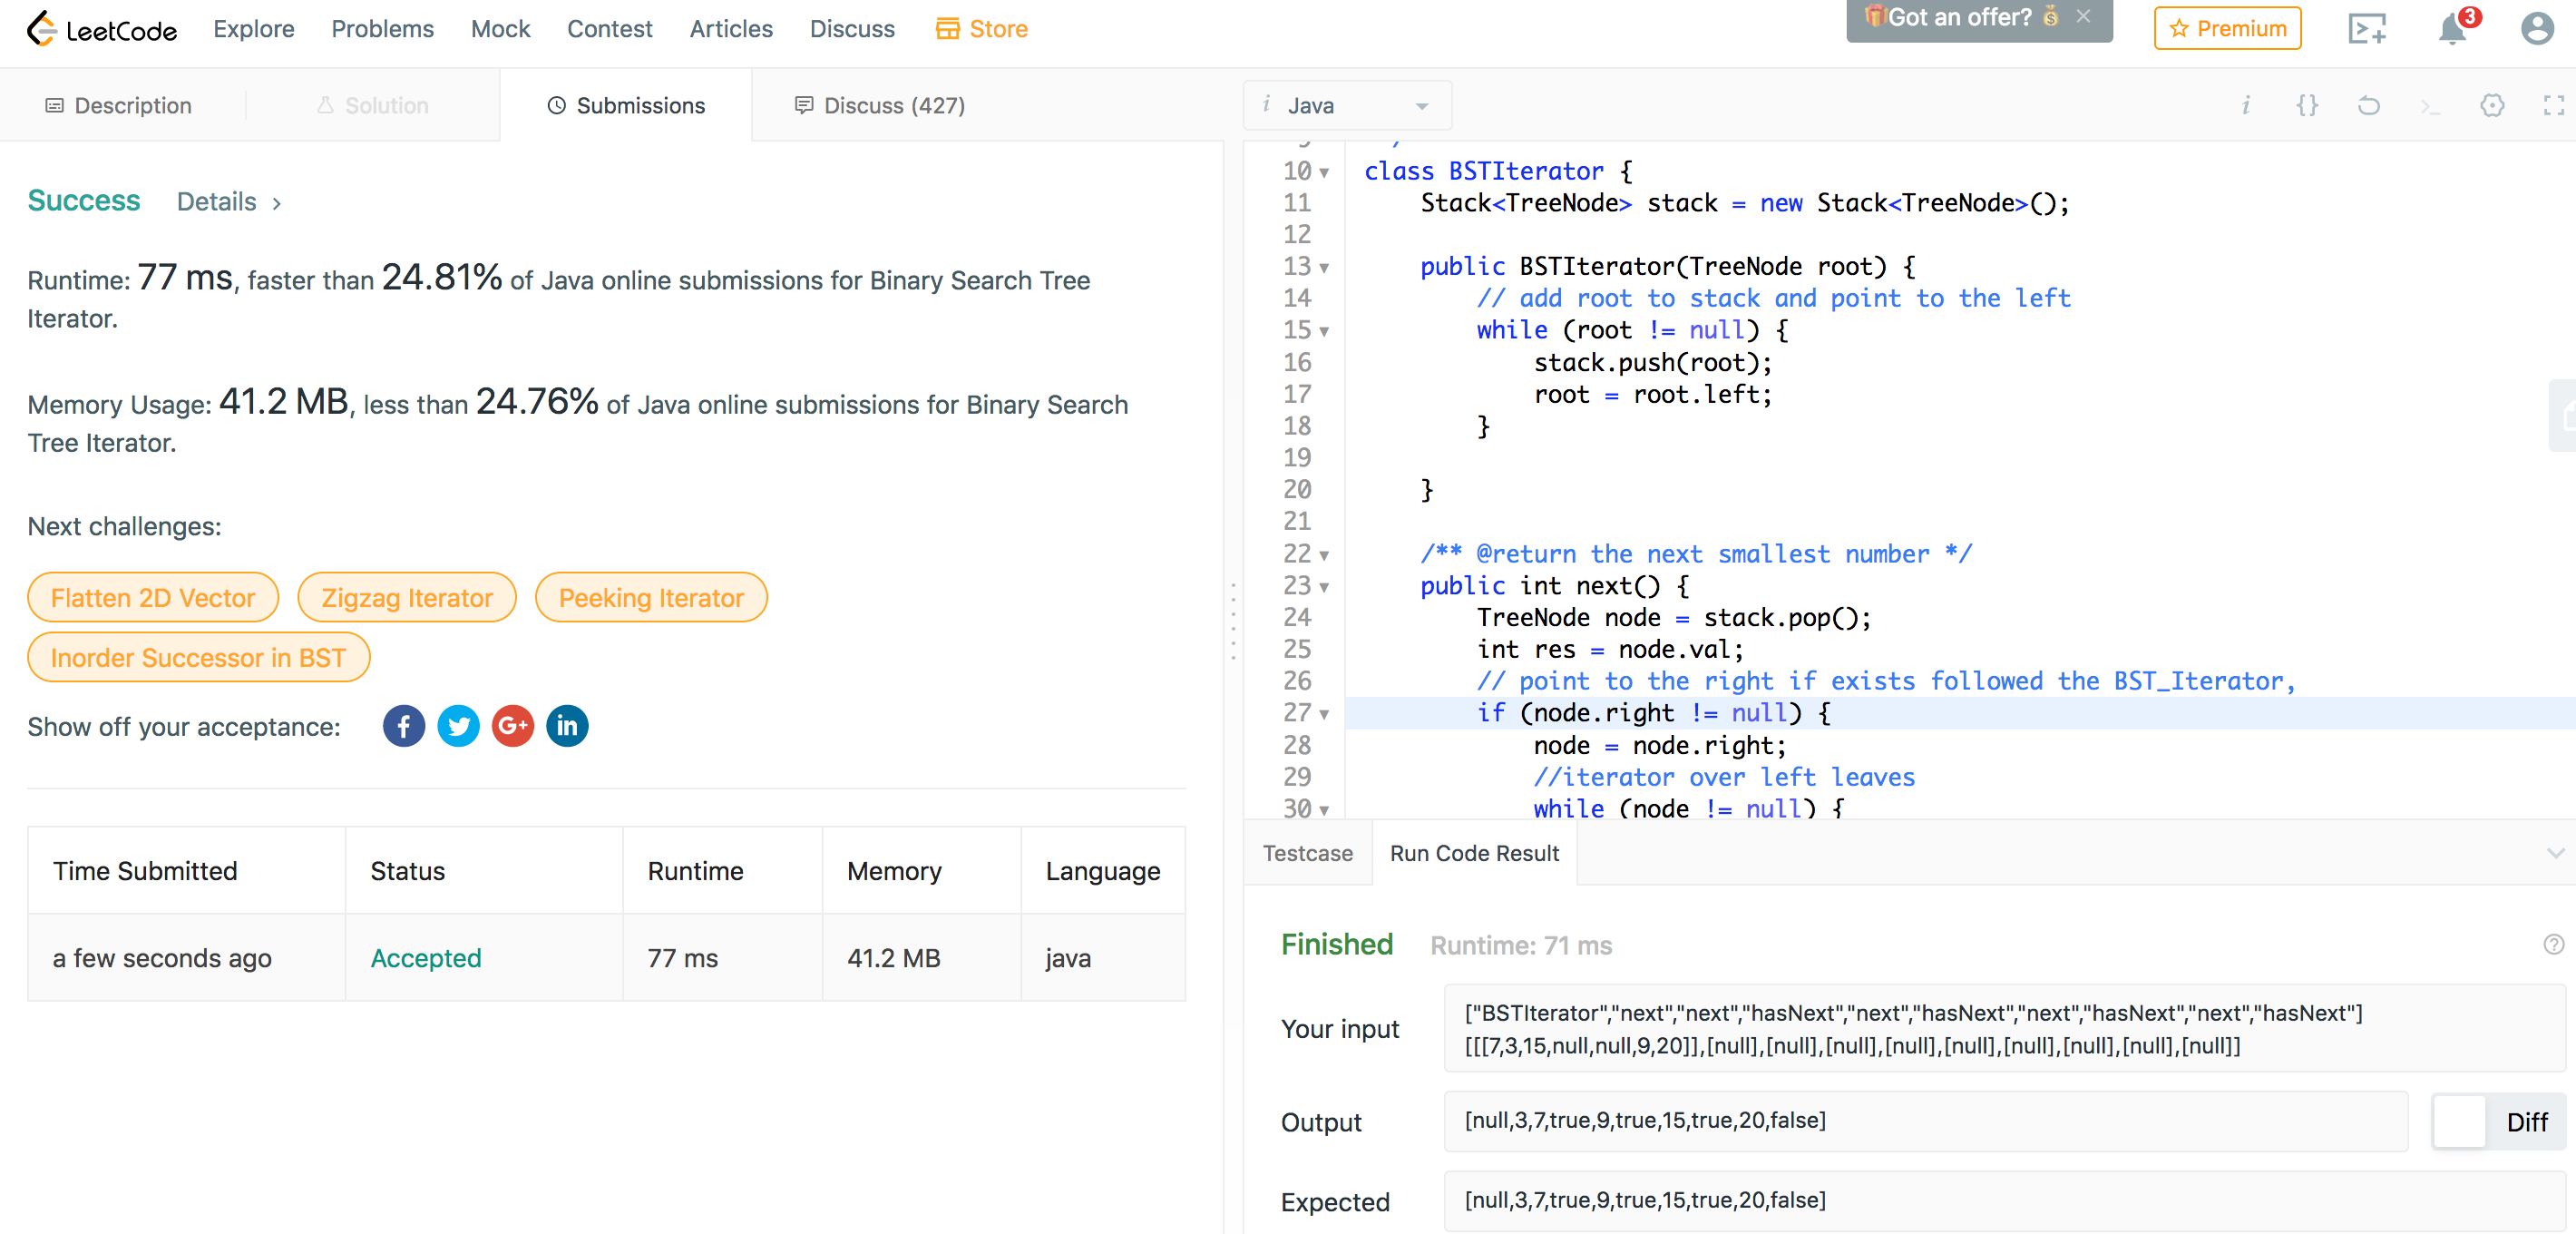 LeetCode Explore Problems Mock Contest Articles Discuss Store 🎁Got an offer? 💰 × Premium 3
Description Solution Submissions Discuss (427)
Success Details >
Runtime: 77 ms, faster than 24.81% of Java online submissions for Binary Search Tree
Iterator.
Memory Usage: 41.2 MB, less than 24.76% of Java online submissions for Binary Search
Tree Iterator.
Next challenges:
Flatten 2D Vector Zigzag Iterator Peeking Iterator
Inorder Successor in BST
Show off your acceptance: f G+ in
Time Submitted Status Runtime Memory Language
a few seconds ago Accepted 77 ms 41.2 MB java
i Java i {} >_
10 class BSTIterator {
11     Stack<TreeNode> stack = new Stack<TreeNode>();
12
13     public BSTIterator(TreeNode root) {
14         // add root to stack and point to the left
15         while (root != null) {
16             stack.push(root);
17             root = root.left;
18         }
19
20     }
21
22     /** @return the next smallest number */
23     public int next() {
24         TreeNode node = stack.pop();
25         int res = node.val;
26         // point to the right if exists followed the BST_Iterator,
27         if (node.right != null) {
28             node = node.right;
29             //iterator over left leaves
30             while (node != null) {
Testcase Run Code Result
Finished Runtime: 71 ms ?
Your input
["BSTIterator","next","next","hasNext","next","hasNext","next","hasNext","next","hasNext"]
[[[7,3,15,null,null,9,20]],[null],[null],[null],[null],[null],[null],[null],[null],[null]]
Output [null,3,7,true,9,true,15,true,20,false] Diff
Expected [null,3,7,true,9,true,15,true,20,false]